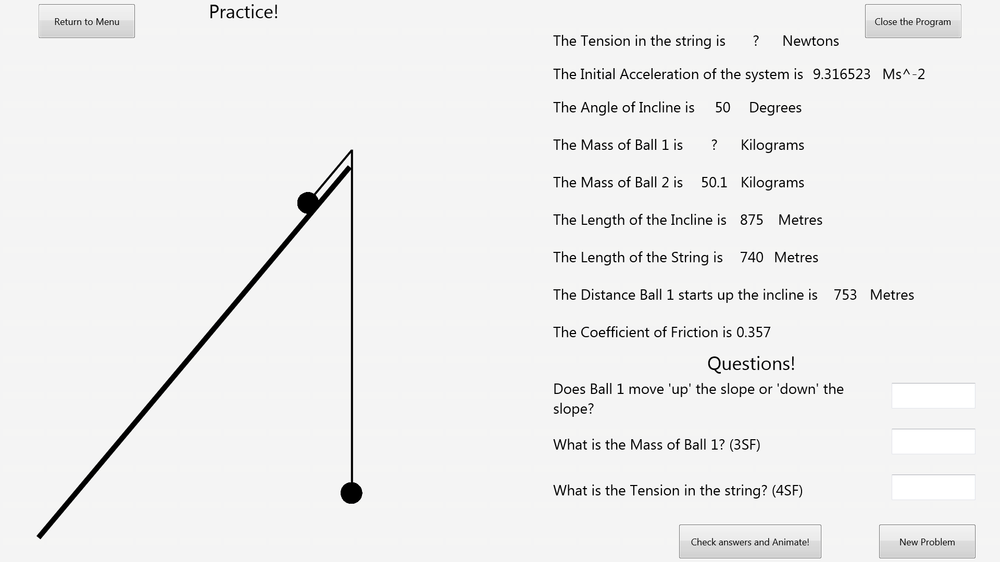 Return to Menu
Practice!
Close the Program
The Tension in the string is ? Newtons
The Initial Acceleration of the system is 9.316523 Ms^-2
The Angle of Incline is 50 Degrees
The Mass of Ball 1 is ? Kilograms
The Mass of Ball 2 is 50.1 Kilograms
The Length of the Incline is 875 Metres
The Length of the String is 740 Metres
The Distance Ball 1 starts up the incline is 753 Metres
The Coefficient of Friction is 0.357
Questions!
Does Ball 1 move 'up' the slope or 'down' the
slope?
What is the Mass of Ball 1? (3SF)
What is the Tension in the string? (4SF)
Check answers and Animate!
New Problem